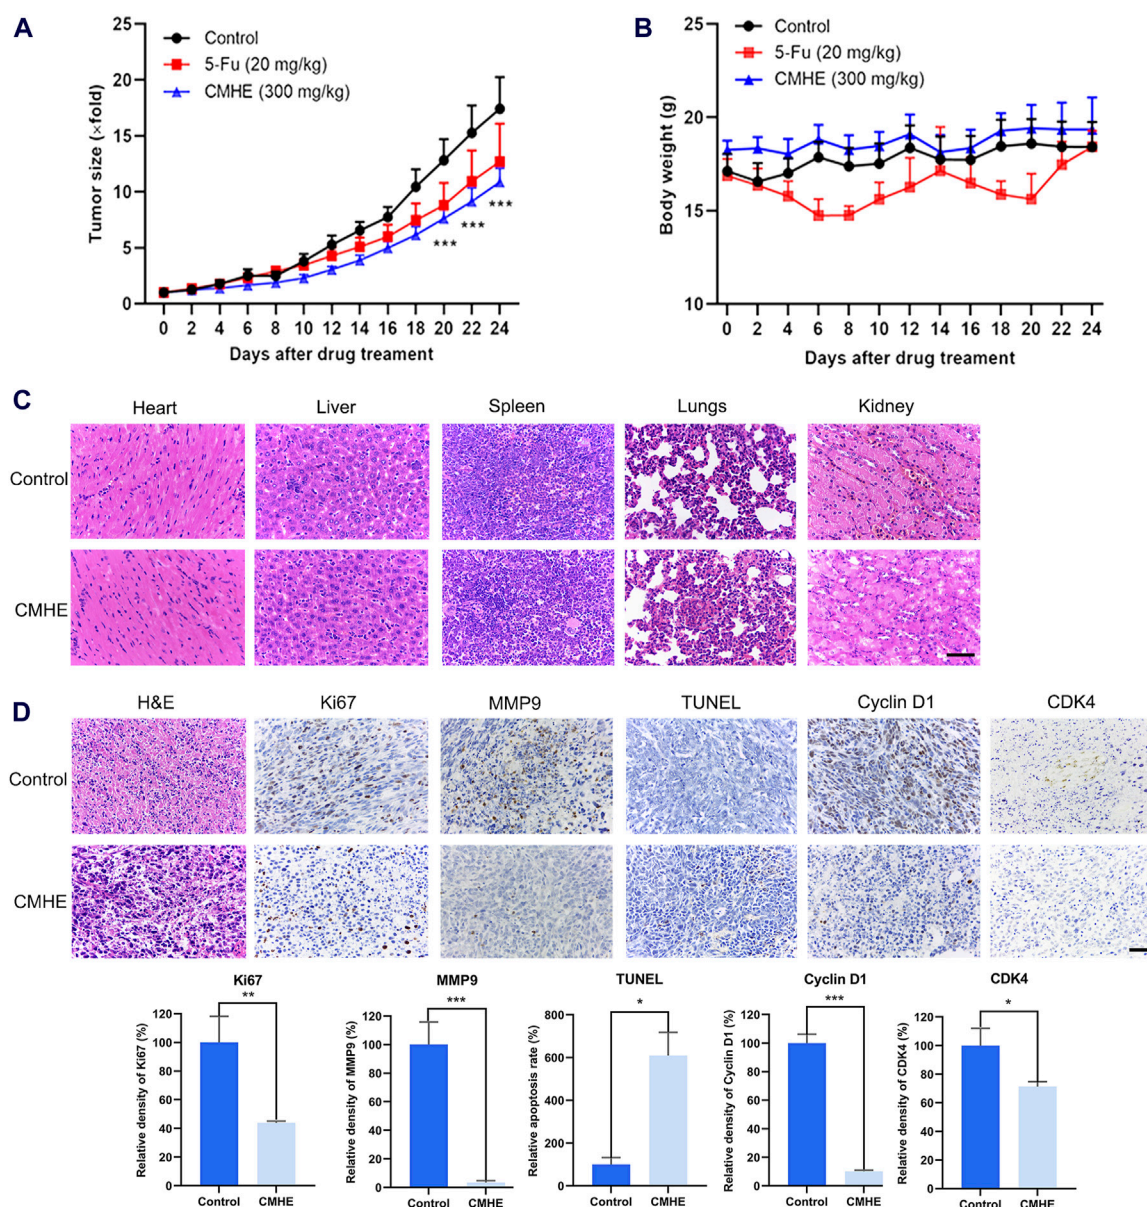 A
Control
5-Fu (20 mg/kg)
CMHE (300 mg/kg)
Tumor size (×fold)
25
20
15
10
5
0
***
***
***
0 2 4 6 8 10 12 14 16 18 20 22 24
Days after drug treament
B
Control
5-Fu (20 mg/kg)
CMHE (300 mg/kg)
Body weight (g)
25
20
15
10
0 2 4 6 8 10 12 14 16 18 20 22 24
Days after drug treament
C
Heart Liver Spleen Lungs Kidney
Control
CMHE
D
H&E Ki67 MMP9 TUNEL Cyclin D1 CDK4
Control
CMHE
Ki67
**
Relative density of Ki67 (%)
120
100
80
60
40
20
0
Control CMHE
MMP9
***
Relative density of MMP9 (%)
120
100
80
60
40
20
0
Control CMHE
TUNEL
*
Relative apoptosis rate (%)
800
600
400
200
0
Control CMHE
Cyclin D1
***
Relative density of Cyclin D1 (%)
120
100
80
60
40
20
0
Control CMHE
CDK4
*
Relative density of CDK4 (%)
120
100
80
60
40
20
0
Control CMHE